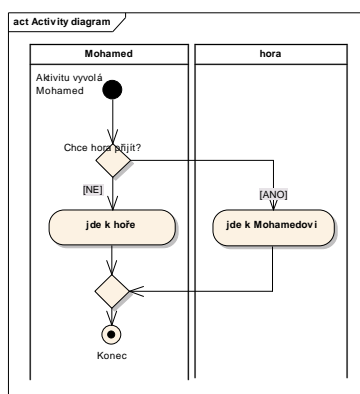 act Activity diagram
Mohamed
hora
Aktivitu vyvolá
Mohamed
Chce hora přijít?
[NE]
[ANO]
jde k hoře
jde k Mohamedovi
Konec